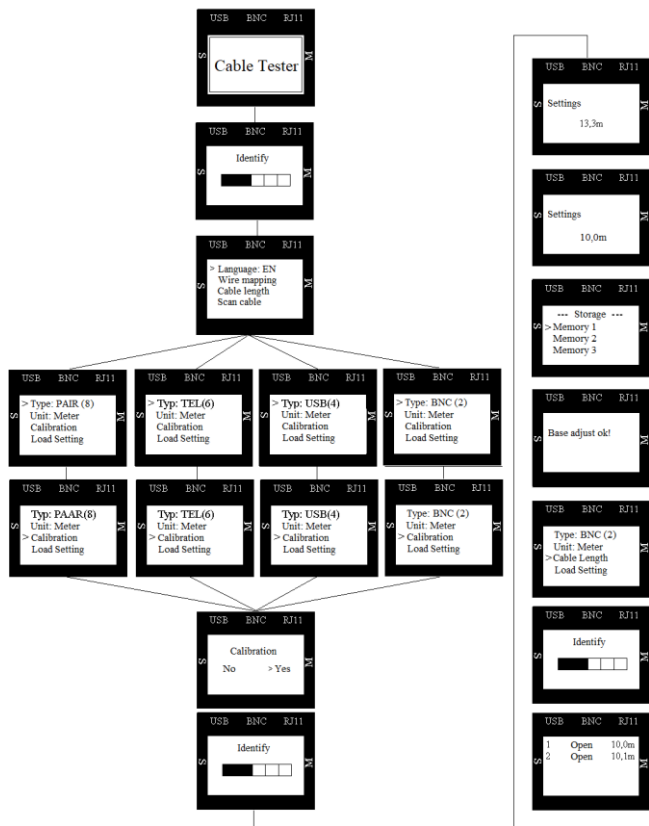 USB BNC RJ11
S M
Cable Tester
USB BNC RJ11
S M
Identify
USB BNC RJ11
S M
> Language: EN
Wire mapping
Cable length
Scan cable
USB BNC RJ11
S M
> Type: PAIR (8)
Unit: Meter
Calibration
Load Setting
USB BNC RJ11
S M
> Typ: TEL(6)
Unit: Meter
Calibration
Load Setting
USB BNC RJ11
S M
> Typ: USB(4)
Unit: Meter
Calibration
Load Setting
USB BNC RJ11
S M
> Type: BNC (2)
Unit: Meter
Calibration
Load Setting
USB BNC RJ11
S M
Typ: PAAR(8)
Unit: Meter
> Calibration
Load Setting
USB BNC RJ11
S M
Typ: TEL(6)
Unit: Meter
> Calibration
Load Setting
USB BNC RJ11
S M
Typ: USB(4)
Unit: Meter
> Calibration
Load Setting
USB BNC RJ11
S M
Type: BNC (2)
Unit: Meter
> Calibration
Load Setting
USB BNC RJ11
S M
Calibration
No > Yes
USB BNC RJ11
S M
Identify
USB BNC RJ11
S M
Settings
13,3m
USB BNC RJ11
S M
Settings
10,0m
USB BNC RJ11
S M
--- Storage ---
>Memory 1
Memory 2
Memory 3
USB BNC RJ11
S M
Base adjust ok!
USB BNC RJ11
S M
Type: BNC (2)
Unit: Meter
>Cable Length
Load Setting
USB BNC RJ11
S M
Identify
USB BNC RJ11
S M
1 Open 10,0m
2 Open 10,1m